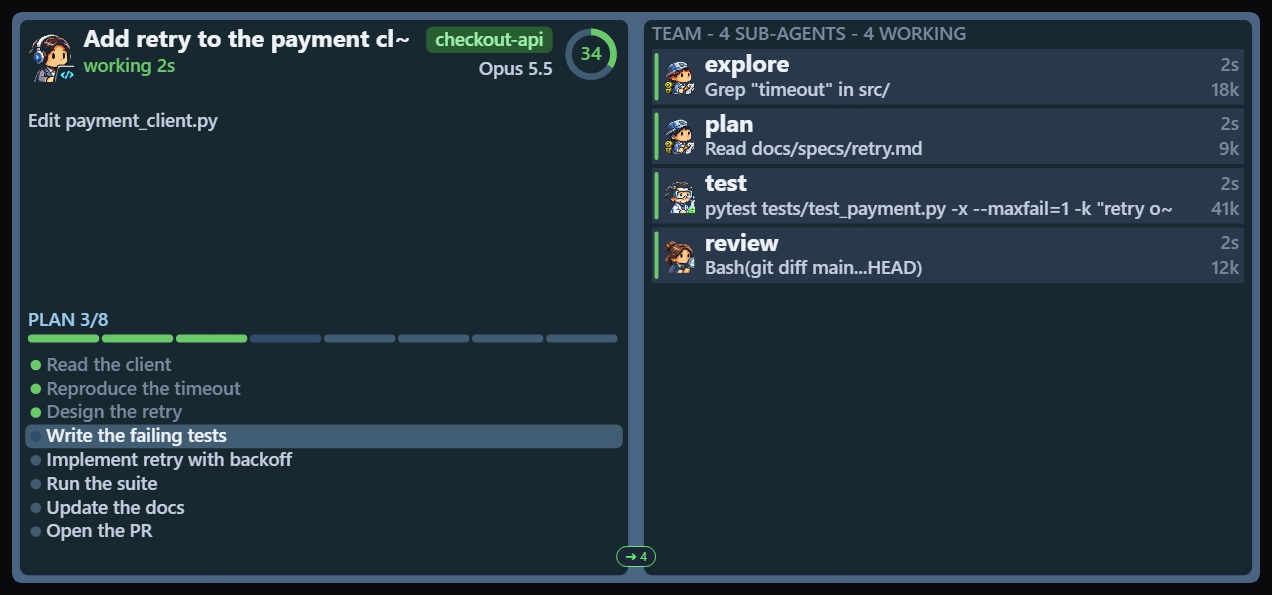 Add retry to the payment cl~
checkout-api
34
working 2s
Opus 5.5
Edit payment_client.py
PLAN 3/8
Read the client
Reproduce the timeout
Design the retry
Write the failing tests
Implement retry with backoff
Run the suite
Update the docs
Open the PR
→ 4
TEAM - 4 SUB-AGENTS - 4 WORKING
explore
2s
Grep "timeout" in src/
18k
plan
2s
Read docs/specs/retry.md
9k
test
2s
pytest tests/test_payment.py -x --maxfail=1 -k "retry o~
41k
review
2s
Bash(git diff main...HEAD)
12k